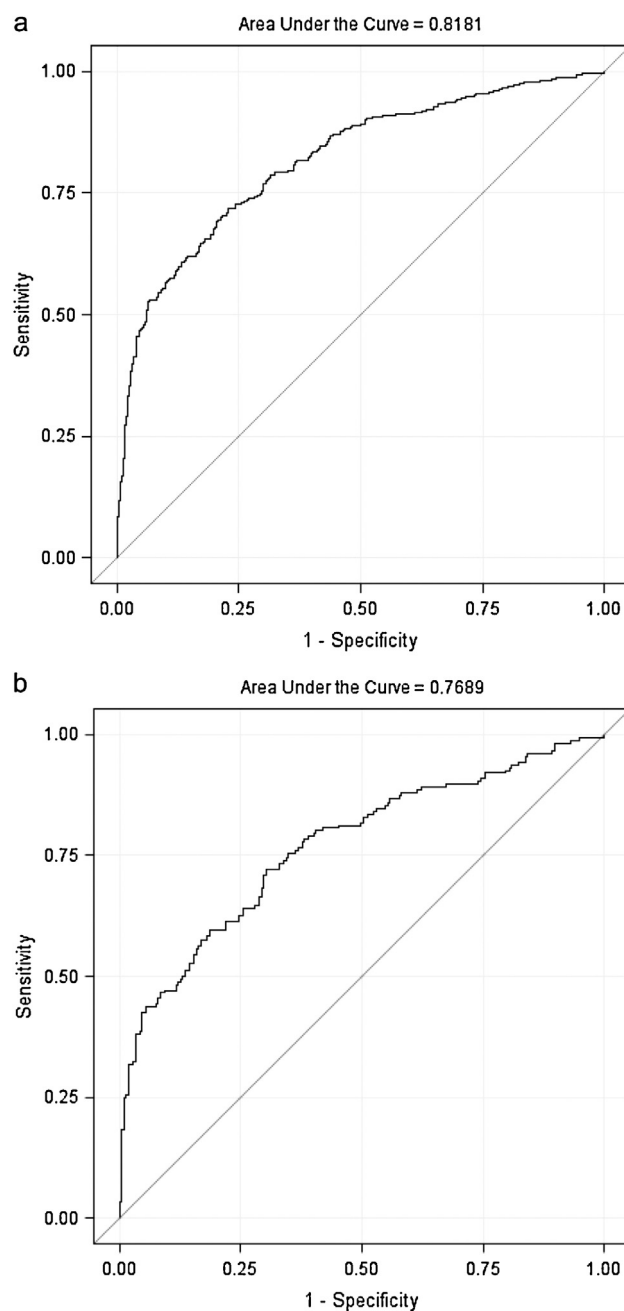 a
Area Under the Curve = 0.8181
1.00
0.75
0.50
0.25
0.00
Sensitivity
0.00 0.25 0.50 0.75 1.00
1 - Specificity
b
Area Under the Curve = 0.7689
1.00
0.75
0.50
0.25
0.00
Sensitivity
0.00 0.25 0.50 0.75 1.00
1 - Specificity